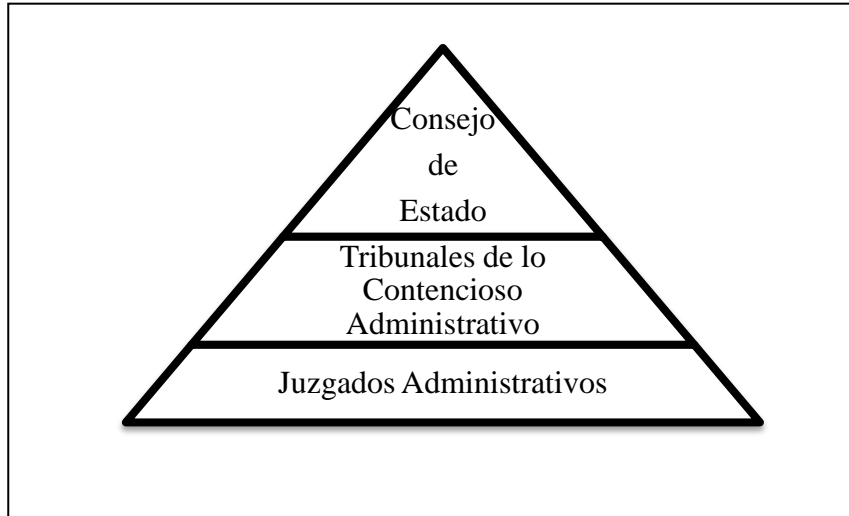 Consejo
de
Estado
Tribunales de lo
Contencioso
Administrativo
Juzgados Administrativos